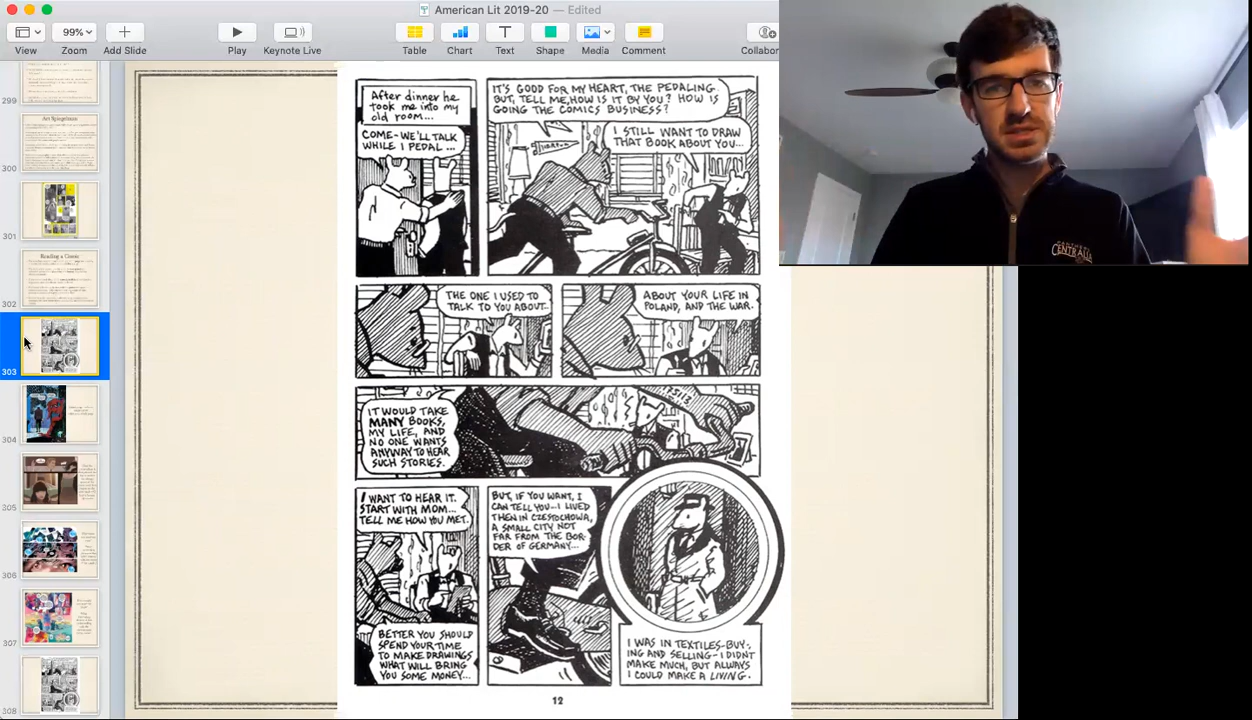 American Lit 2019-20 — Edited
99%
View
Zoom
Add Slide
Play
Keynote Live
Table
Chart
Text
Shape
Media
Comment
Collabor
299
300
Art Spiegelman
301
302
Reading a Comic
303
304
305
306
307
308
After dinner he
took me into my
old room...
COME-WE'LL TALK
WHILE I PEDAL...
IT'S GOOD FOR MY HEART, THE PEDALING.
BUT, TELL ME, HOW IS IT BY YOU? HOW IS
GOING THE COMICS BUSINESS?
I STILL WANT TO DRAW
THAT BOOK ABOUT YOU...
THE ONE I USED TO
TALK TO YOU ABOUT.
ABOUT YOUR LIFE IN
POLAND, AND THE WAR.
IT WOULD TAKE
MANY BOOKS,
MY LIFE, AND
NO ONE WANTS
ANYWAY TO HEAR
SUCH STORIES.
I WANT TO HEAR IT.
START WITH MOM...
TELL ME HOW YOU MET.
BETTER YOU SHOULD
SPEND YOUR TIME
TO MAKE DRAWINGS
WHAT WILL BRING
YOU SOME MONEY...
BUT, IF YOU WANT, I
CAN TELL YOU...I LIVED
THEN IN CZESTOCHOWA,
A SMALL CITY NOT
FAR FROM THE BOR-
DER OF GERMANY...
I WAS IN TEXTILES-BUY-
ING AND SELLING-I DIDN'T
MAKE MUCH, BUT ALWAYS
I COULD MAKE A LIVING.
12
CENTRALIA